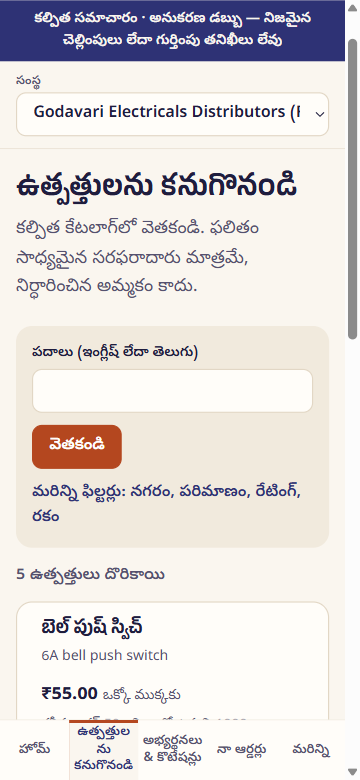 కల్పిత సమాచారం · అనుకరణ డబ్బు — నిజమైన
చెల్లింపులు లేదా గుర్తింపు తనిఖీలు లేవు
సంస్థ
Godavari Electricals Distributors (F
ఉత్పత్తులను కనుగొనండి
కల్పిత కేటలాగ్‌లో వెతకండి. ఫలితం
సాధ్యమైన సరఫరాదారు మాత్రమే,
నిర్ధారించిన అమ్మకం కాదు.
పదాలు (ఇంగ్లీష్ లేదా తెలుగు)
వెతకండి
మరిన్ని ఫిల్టర్లు: నగరం, పరిమాణం, రేటింగ్,
రకం
5 ఉత్పత్తులు దొరికాయి
బెల్ పుష్ స్విచ్
6A bell push switch
₹55.00 ఒక్కో ముక్కకు
హోమ్
ఉత్పత్తుల
ను
కనుగొనండి
అభ్యర్థనలు
& కొటేషన్లు
నా ఆర్డర్లు
మరిన్ని